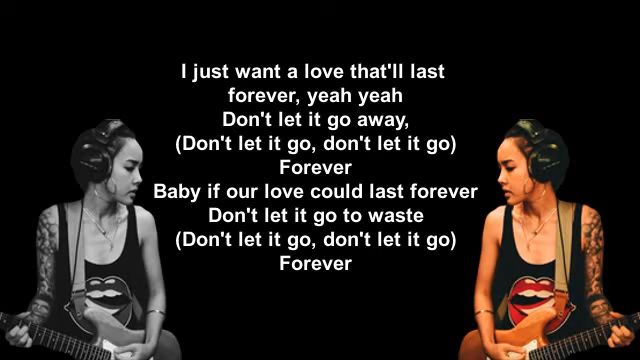 I just want a love that'll last
forever, yeah yeah
Don't let it go away,
(Don't let it go, don't let it go)
Forever
Baby if our love could last forever
Don't let it go to waste
(Don't let it go, don't let it go)
Forever